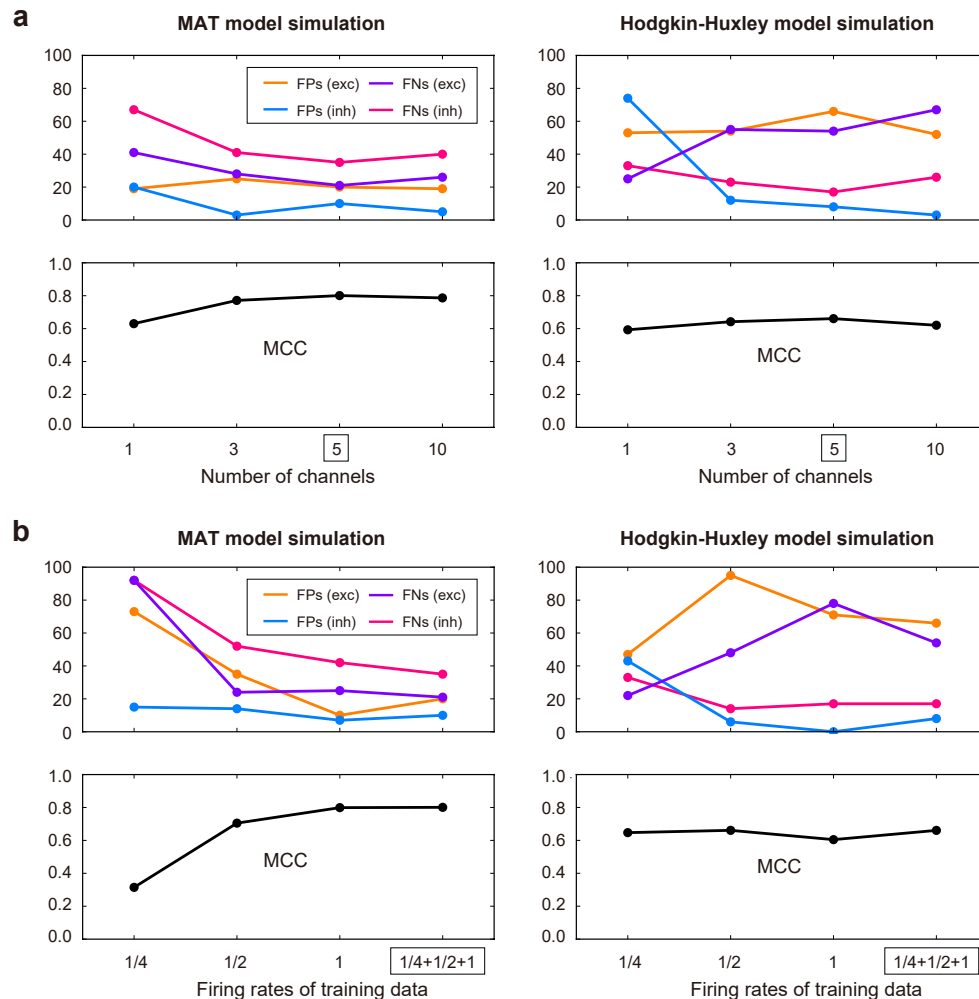 a
MAT model simulation
Hodgkin-Huxley model simulation
100
80
60
40
20
0
FPs (exc) FNs (exc)
FPs (inh) FNs (inh)
100
80
60
40
20
0
1.0
0.8
0.6
0.4
0.2
0.0
MCC
1 3 5 10
Number of channels
1.0
0.8
0.6
0.4
0.2
0.0
MCC
1 3 5 10
Number of channels
b
MAT model simulation
Hodgkin-Huxley model simulation
100
80
60
40
20
0
FPs (exc) FNs (exc)
FPs (inh) FNs (inh)
100
80
60
40
20
0
1.0
0.8
0.6
0.4
0.2
0.0
MCC
1/4 1/2 1 1/4+1/2+1
Firing rates of training data
1.0
0.8
0.6
0.4
0.2
0.0
MCC
1/4 1/2 1 1/4+1/2+1
Firing rates of training data